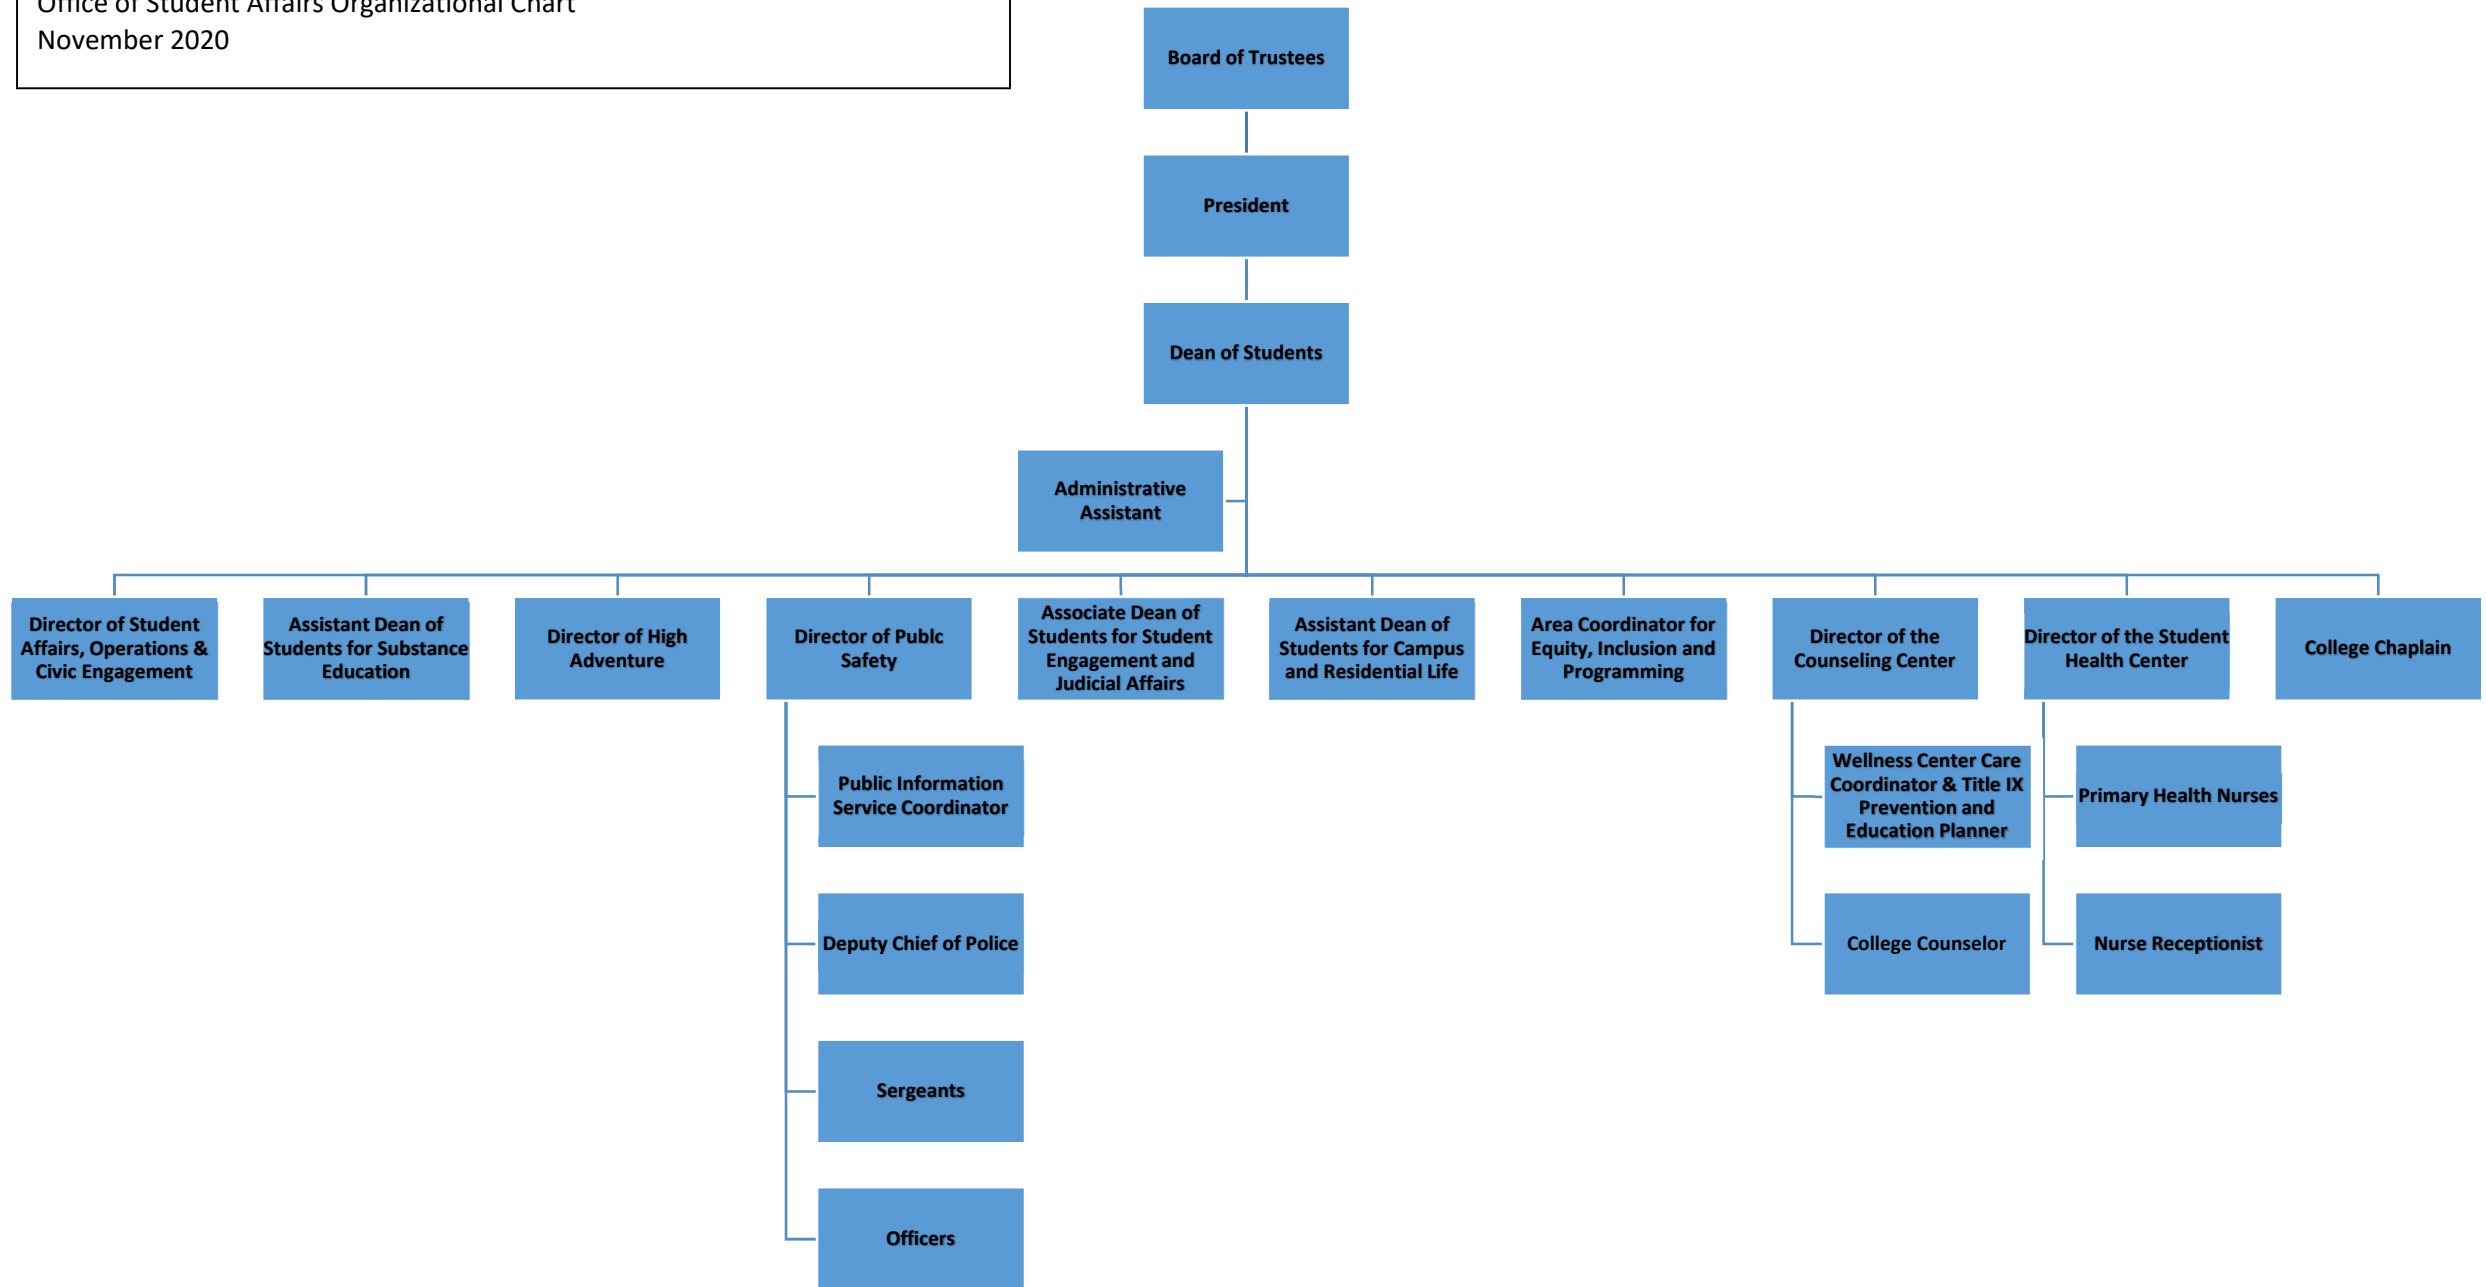 Office of Student Affairs Organizational Chart
November 2020
Board of Trustees
President
Dean of Students
Administrative
Assistant
Director of Student
Affairs, Operations &
Civic Engagement
Assistant Dean of
Students for Substance
Education
Director of High
Adventure
Director of Publc
Safety
Associate Dean of
Students for Student
Engagement and
Judicial Affairs
Assistant Dean of
Students for Campus
and Residential Life
Area Coordinator for
Equity, Inclusion and
Programming
Director of the
Counseling Center
Director of the Student
Health Center
College Chaplain
Public Information
Service Coordinator
Deputy Chief of Police
Sergeants
Officers
Wellness Center Care
Coordinator & Title IX
Prevention and
Education Planner
College Counselor
Primary Health Nurses
Nurse Receptionist